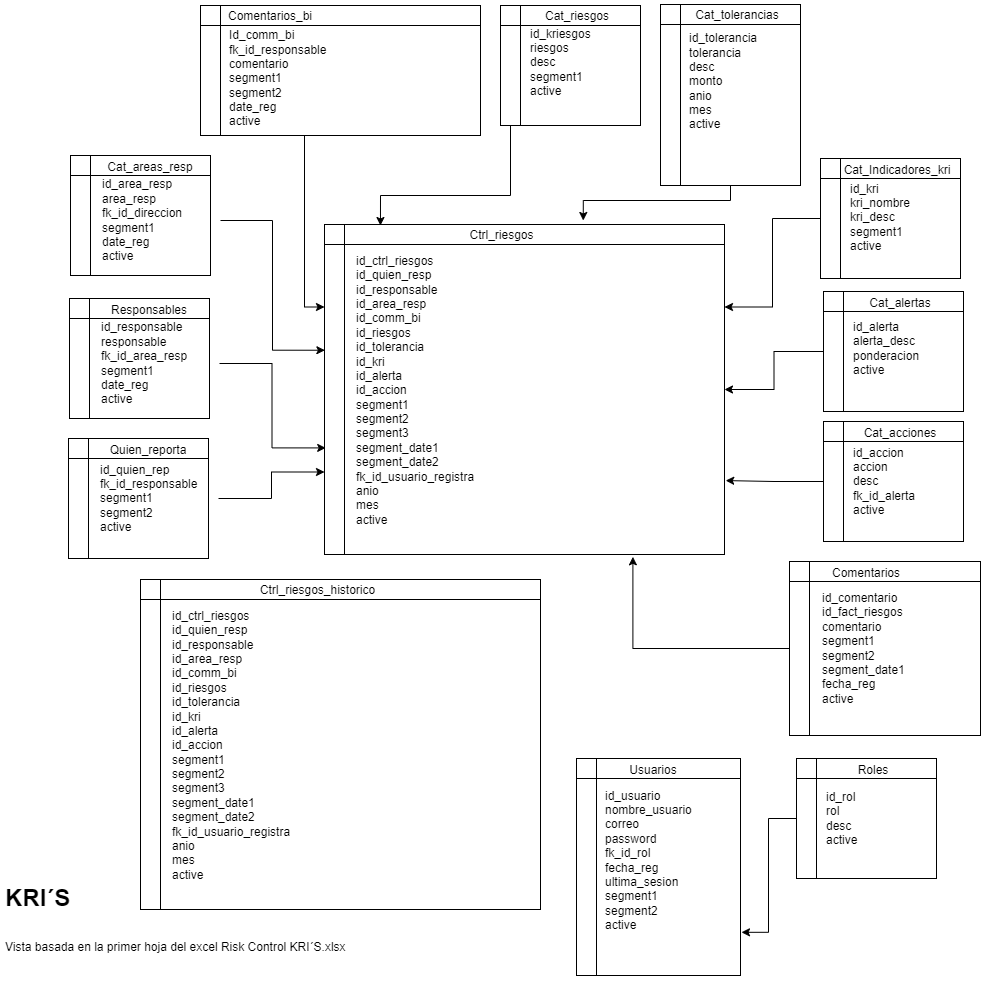 Comentarios_bi
Id_comm_bi
fk_id_responsable
comentario
segment1
segment2
date_reg
active
Cat_riesgos
id_kriesgos
riesgos
desc
segment1
active
Cat_tolerancias
id_tolerancia
tolerancia
desc
monto
anio
mes
active
Cat_areas_resp
id_area_resp
area_resp
fk_id_direccion
segment1
date_reg
active
Cat_Indicadores_kri
id_kri
kri_nombre
kri_desc
segment1
active
Ctrl_riesgos
id_ctrl_riesgos
id_quien_resp
id_responsable
id_area_resp
id_comm_bi
id_riesgos
id_tolerancia
id_kri
id_alerta
id_accion
segment1
segment2
segment3
segment_date1
segment_date2
fk_id_usuario_registra
anio
mes
active
Responsables
id_responsable
responsable
fk_id_area_resp
segment1
date_reg
active
Cat_alertas
id_alerta
alerta_desc
ponderacion
active
Quien_reporta
id_quien_rep
fk_id_responsable
segment1
segment2
active
Cat_acciones
id_accion
accion
desc
fk_id_alerta
active
Comentarios
id_comentario
id_fact_riesgos
comentario
segment1
segment2
segment_date1
fecha_reg
active
Ctrl_riesgos_historico
id_ctrl_riesgos
id_quien_resp
id_responsable
id_area_resp
id_comm_bi
id_riesgos
id_tolerancia
id_kri
id_alerta
id_accion
segment1
segment2
segment3
segment_date1
segment_date2
fk_id_usuario_registra
anio
mes
active
Usuarios
id_usuario
nombre_usuario
correo
password
fk_id_rol
fecha_reg
ultima_sesion
segment1
segment2
active
Roles
id_rol
rol
desc
active
KRI´S
Vista basada en la primer hoja del excel Risk Control KRI´S.xlsx